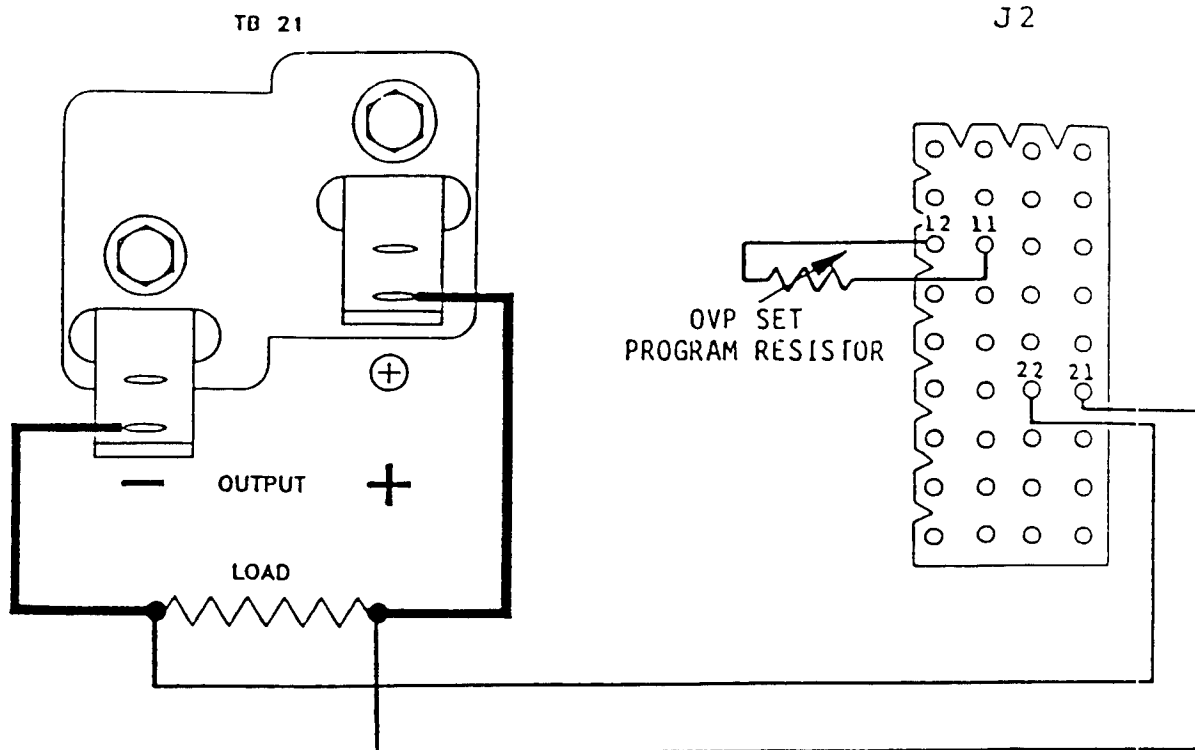 TB 21
J2
12 11
OVP SET
PROGRAM RESISTOR
22 21
+
− OUTPUT +
LOAD